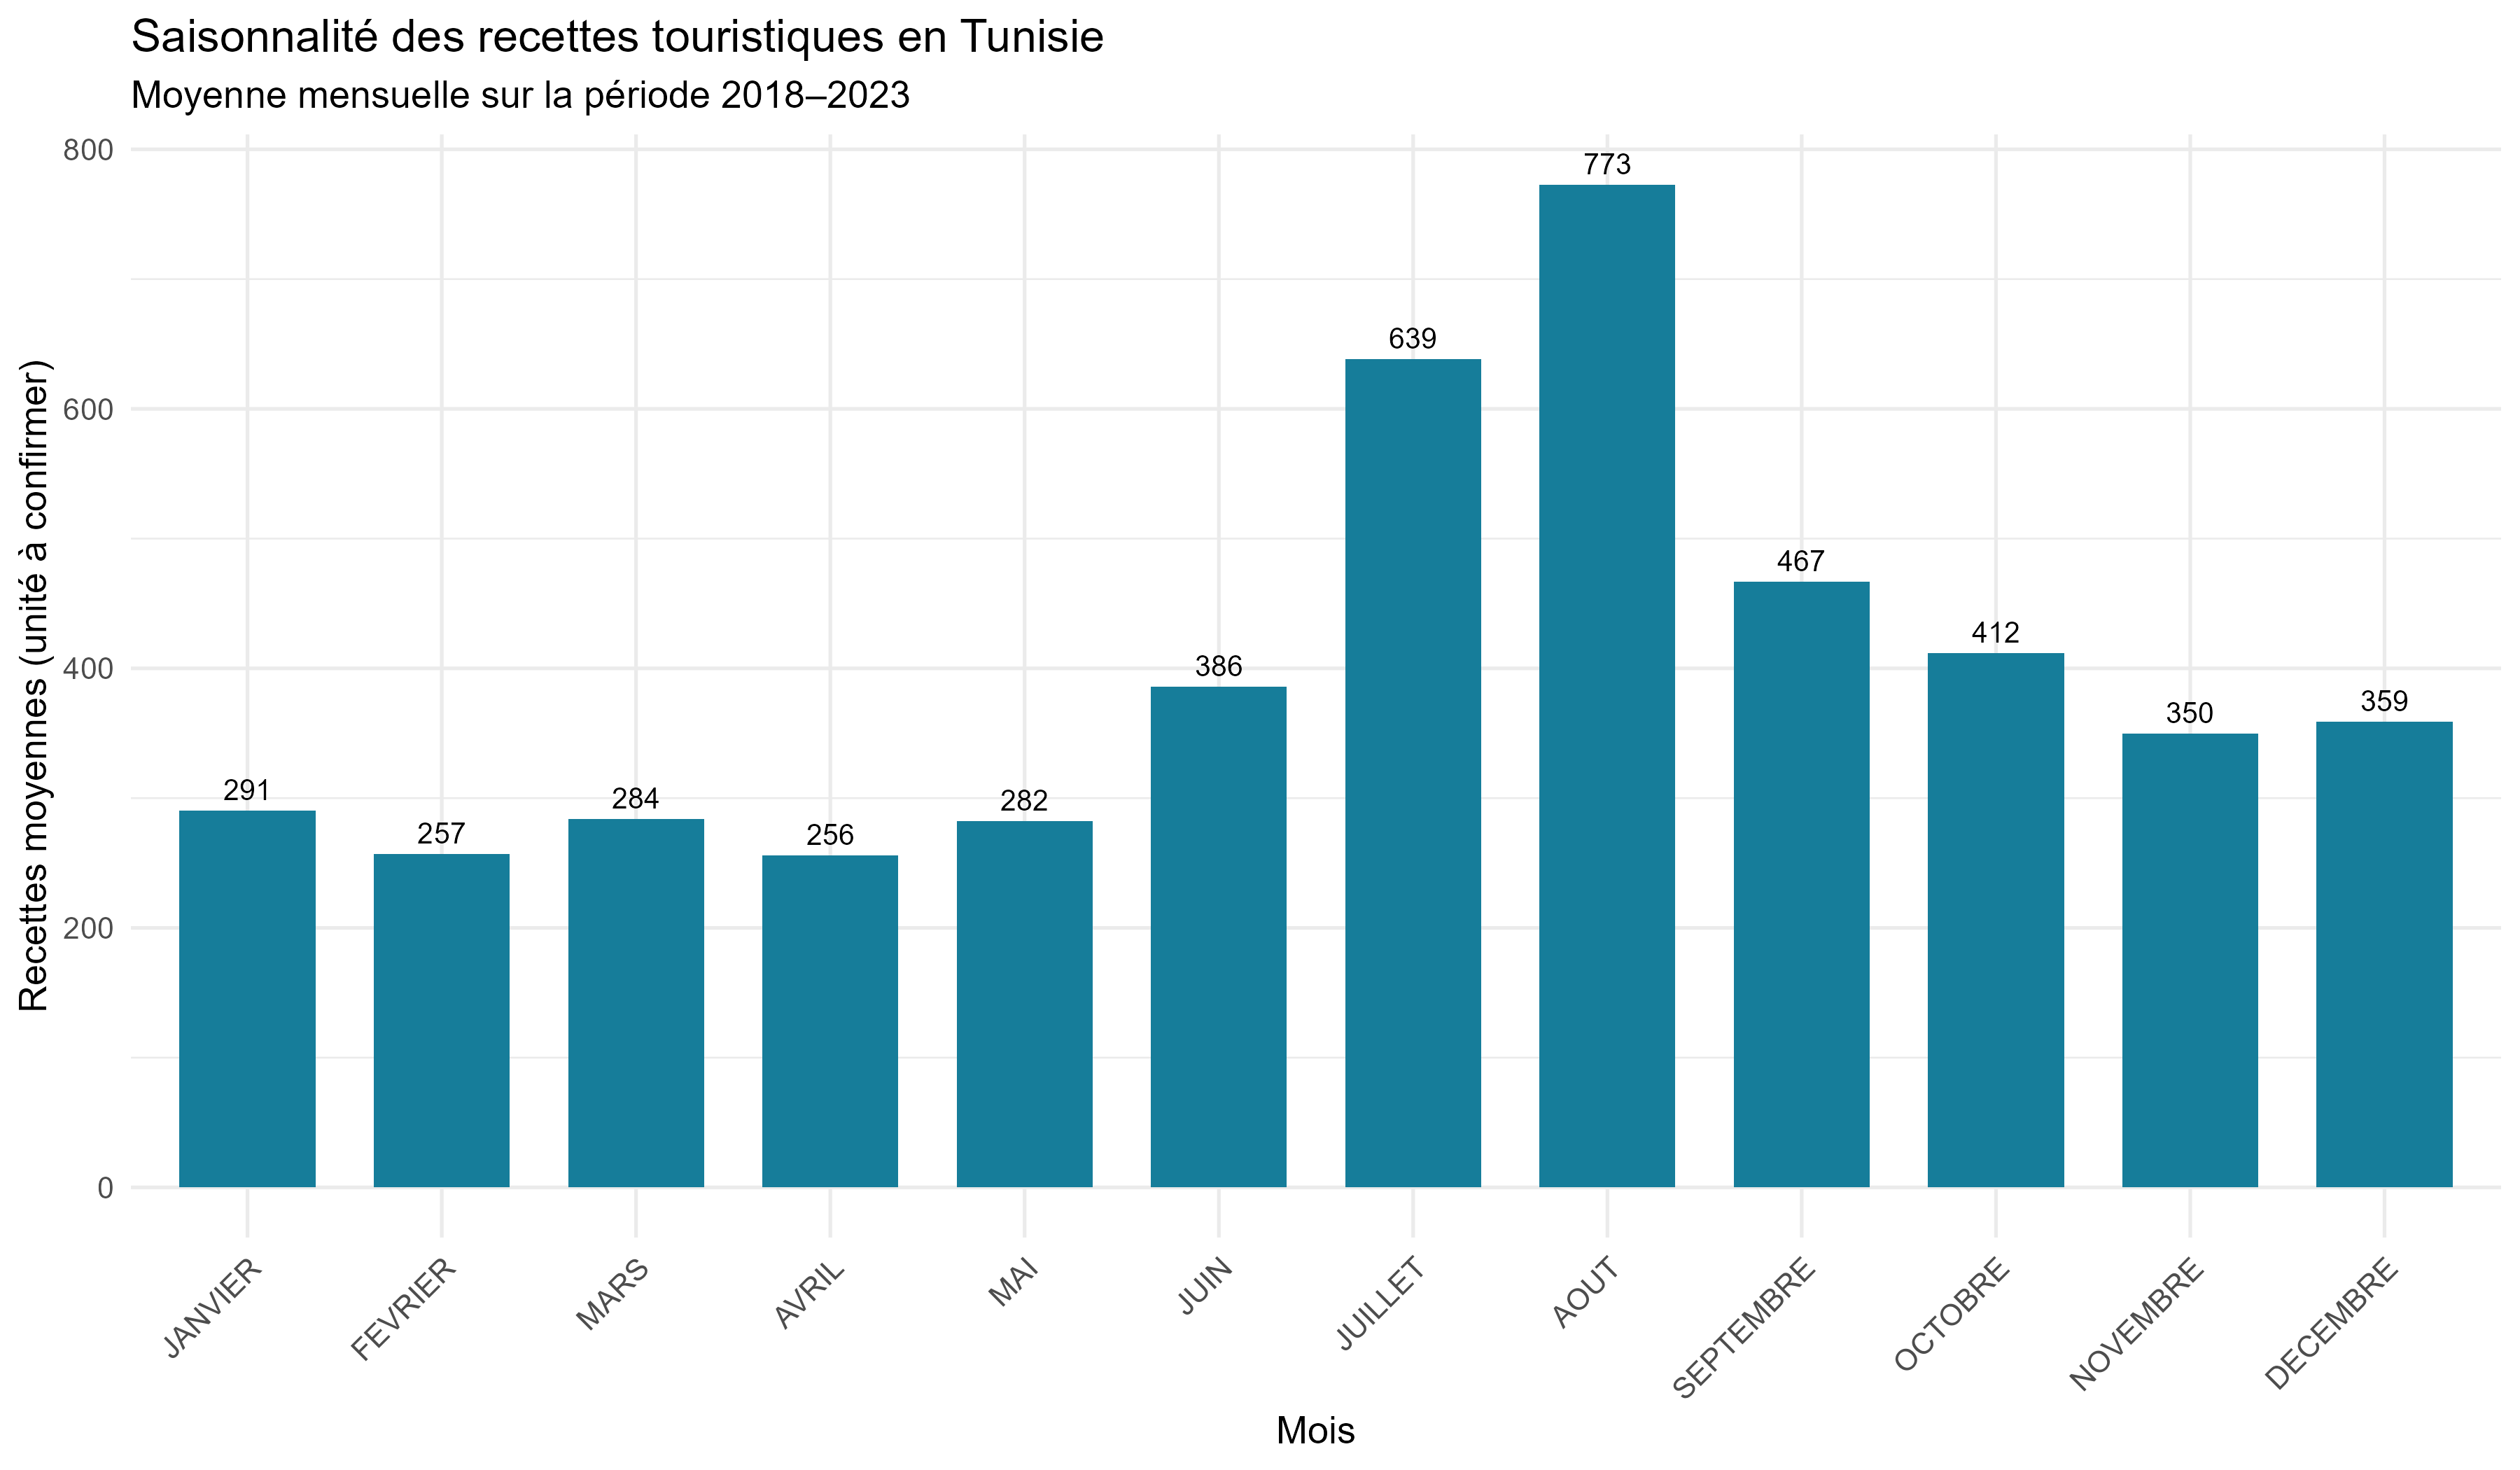 Saisonnalité des recettes touristiques en Tunisie
Moyenne mensuelle sur la période 2018–2023
Recettes moyennes (unité à confirmer)
800
600
400
200
0
291
257
284
256
282
386
639
773
467
412
350
359
JANVIER
FEVRIER
MARS
AVRIL
MAI
JUIN
JUILLET
AOUT
SEPTEMBRE
OCTOBRE
NOVEMBRE
DECEMBRE
Mois